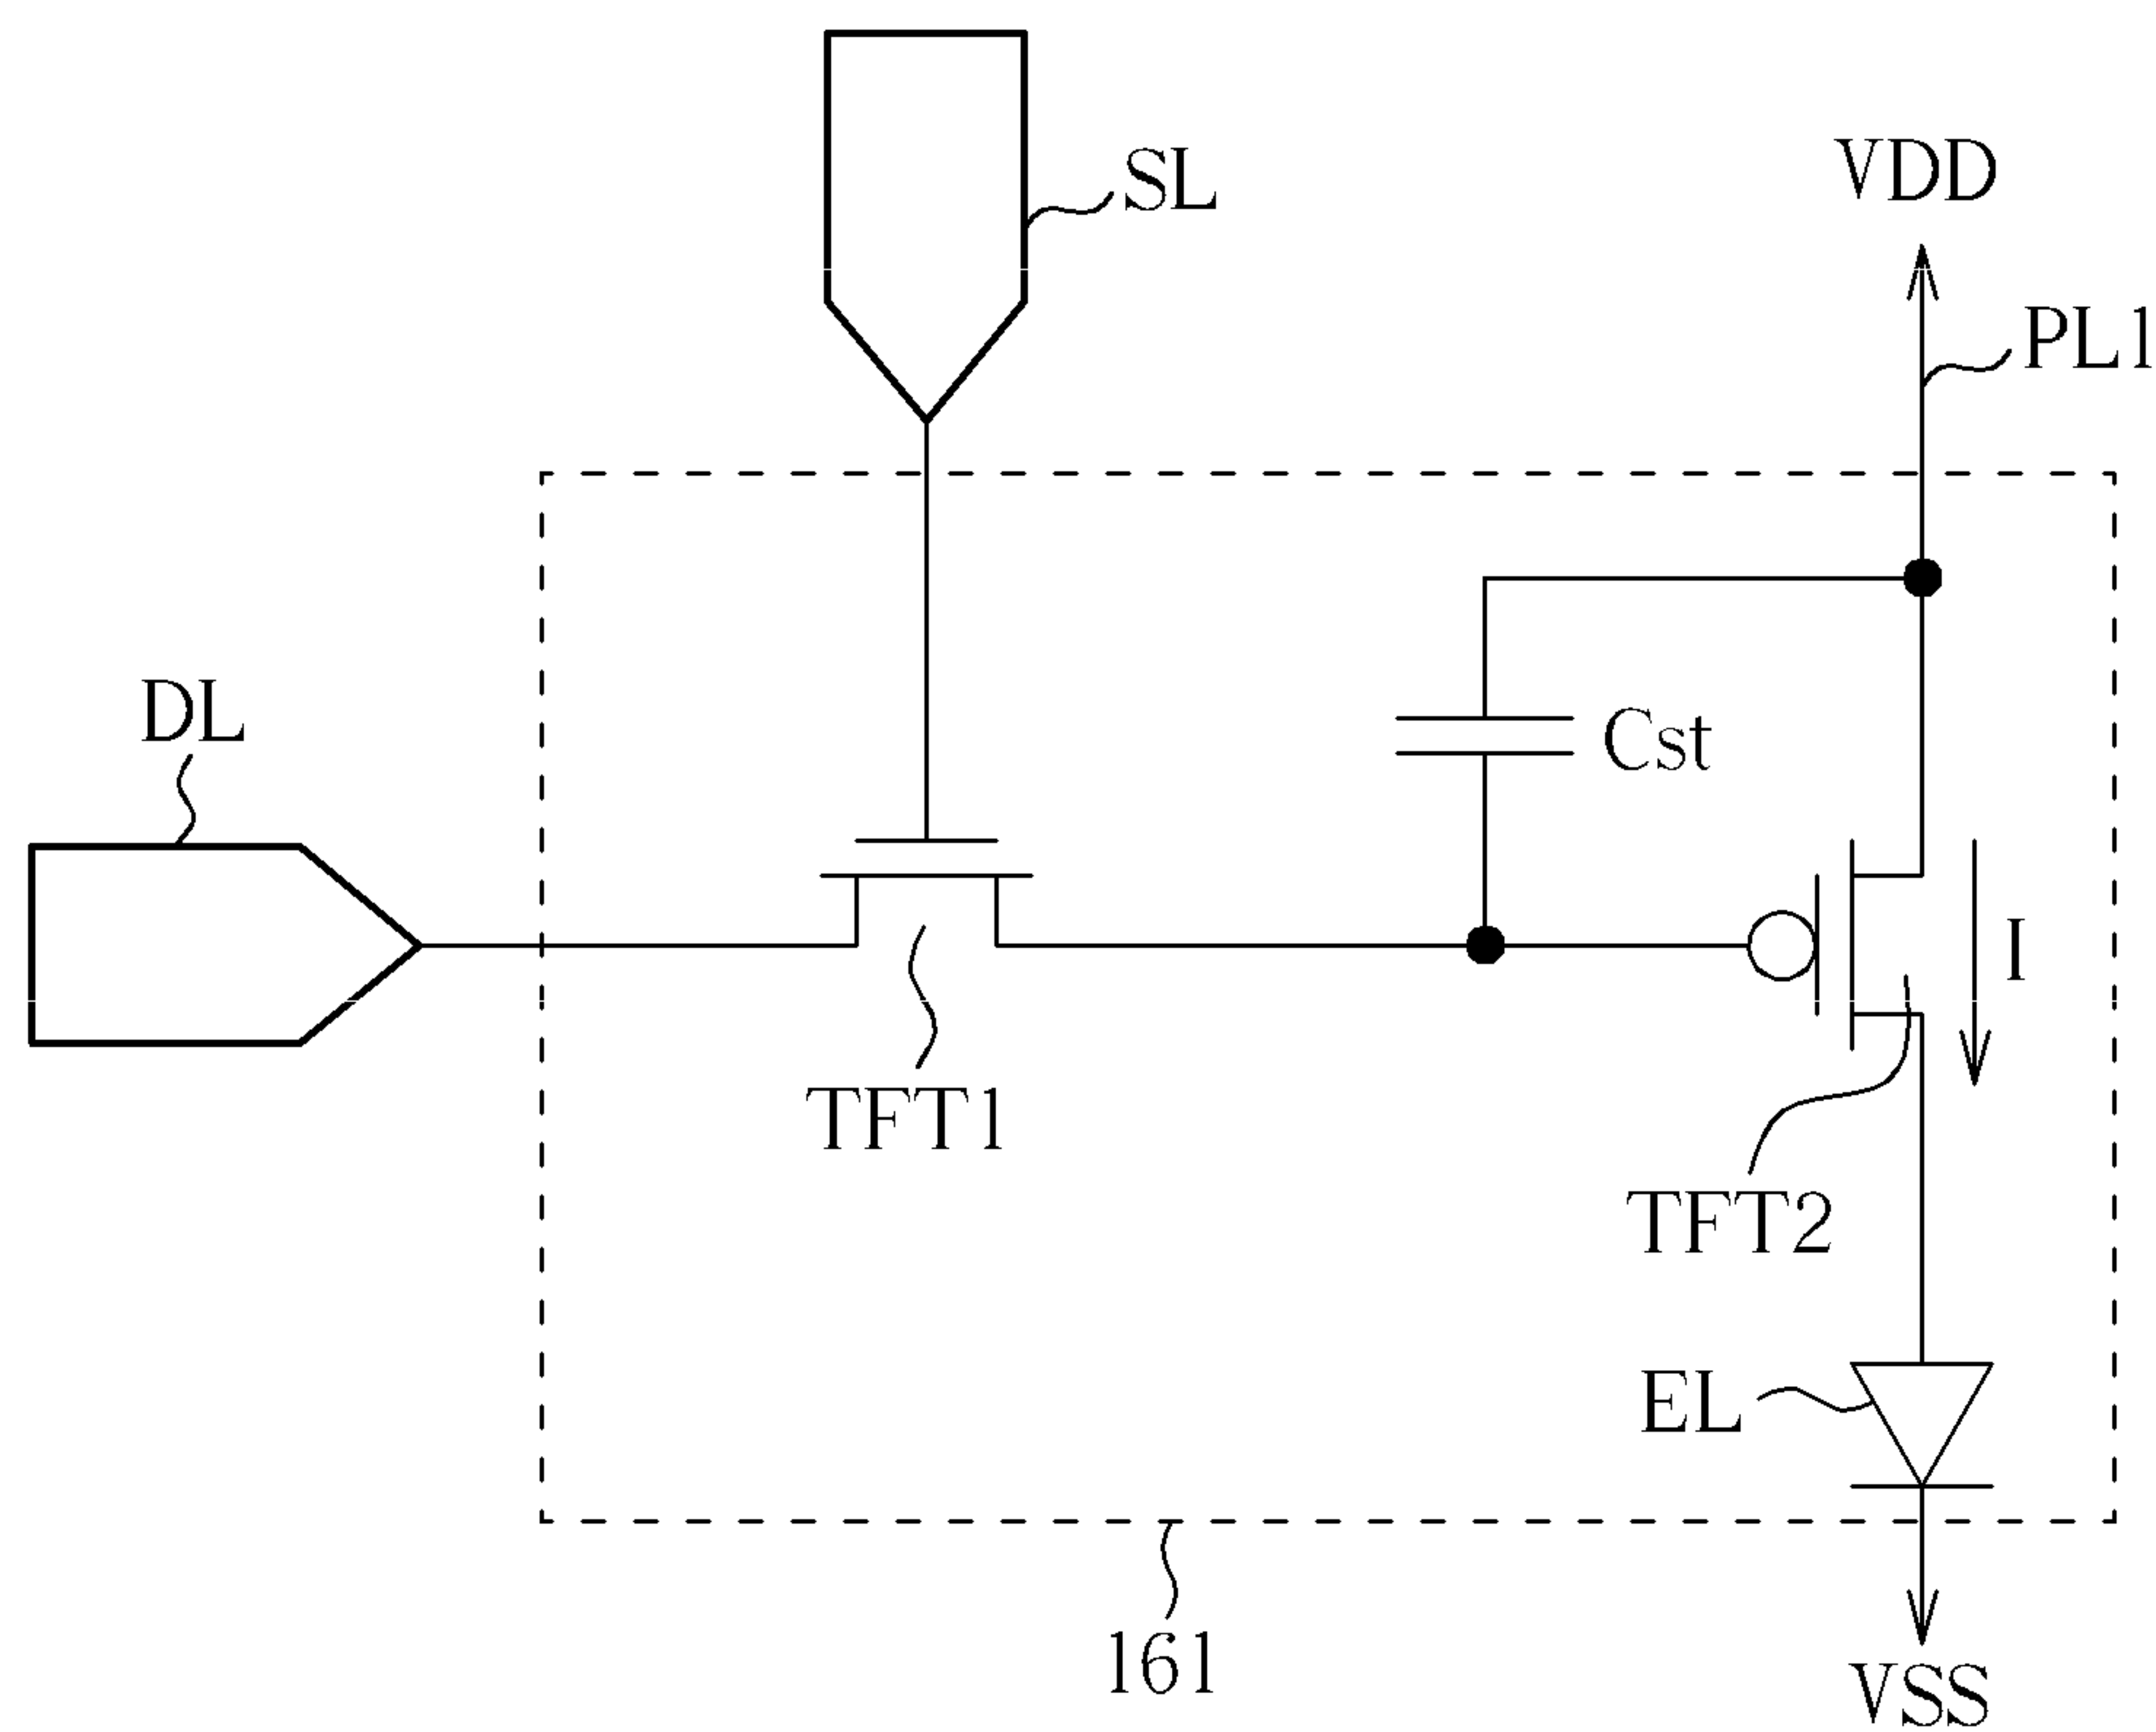 SL
VDD
PL1
DL
Cst
I
TFT1
TFT2
EL
161
VSS